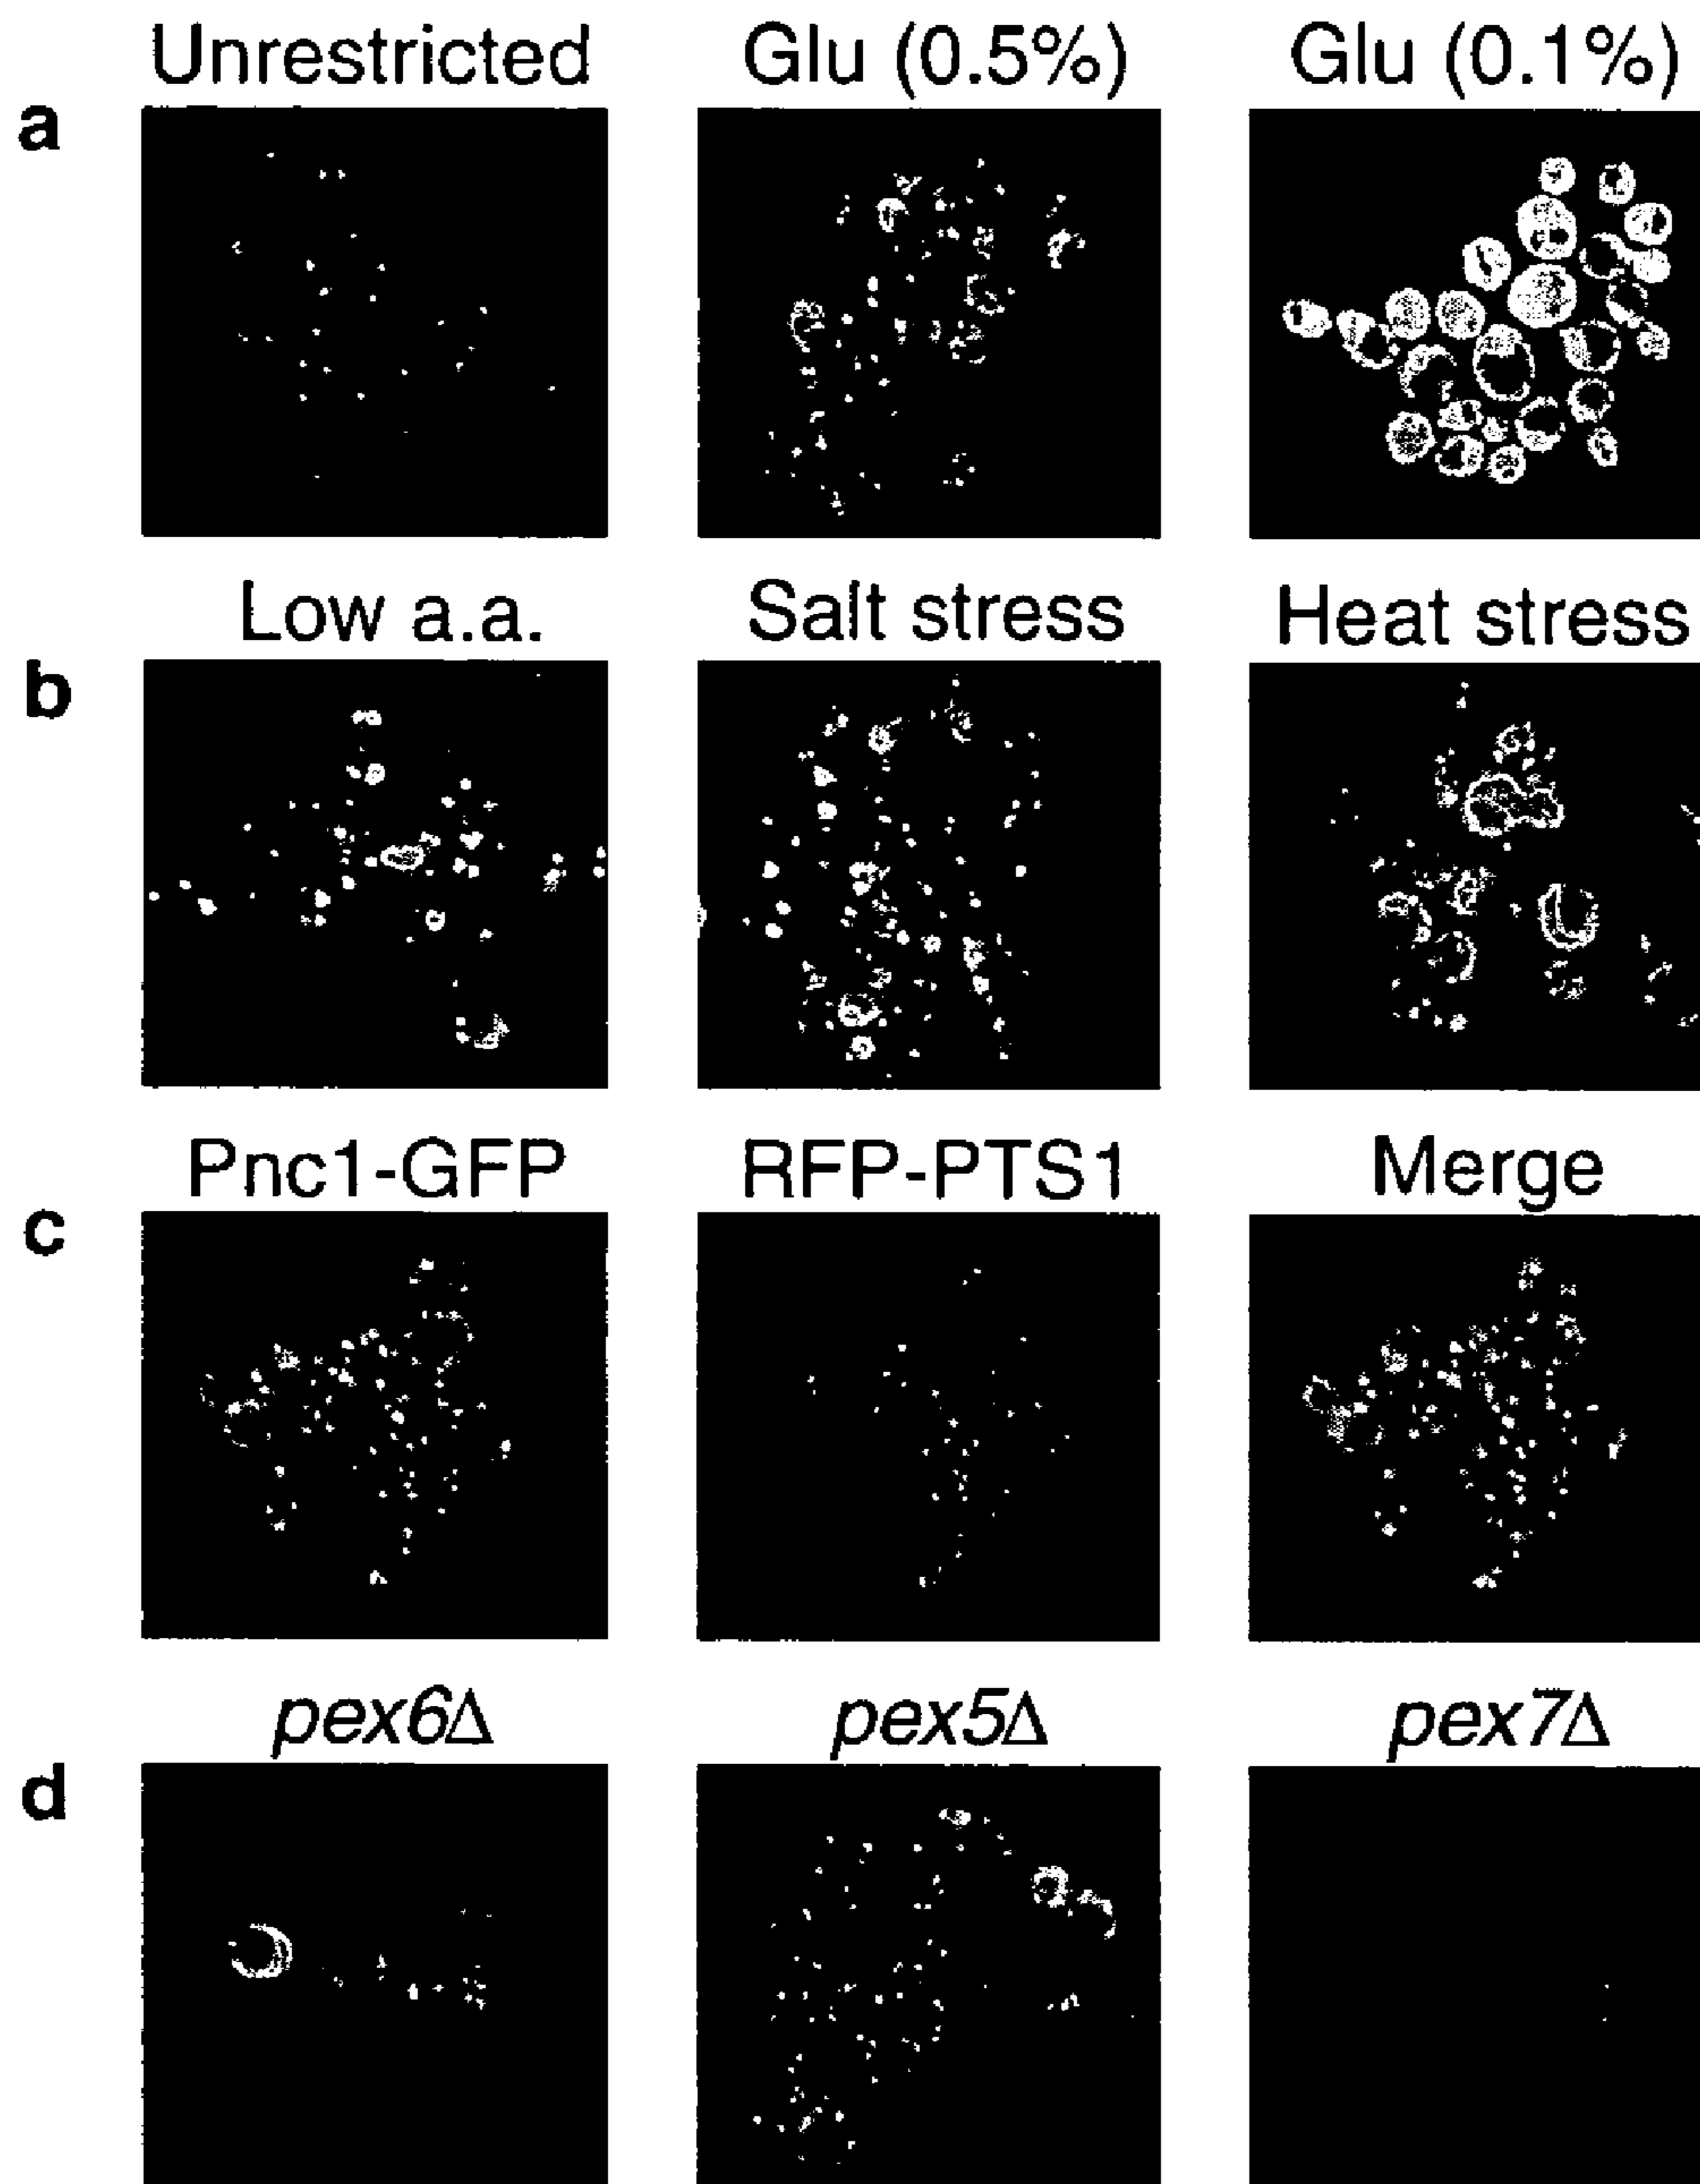 Unrestricted Glu (0.5%) Glu (0.1%)
a
Low a.a. Salt stress Heat stress
b
Pnc1-GFP RFP-PTS1 Merge
c
pex6Δ pex5Δ pex7Δ
d